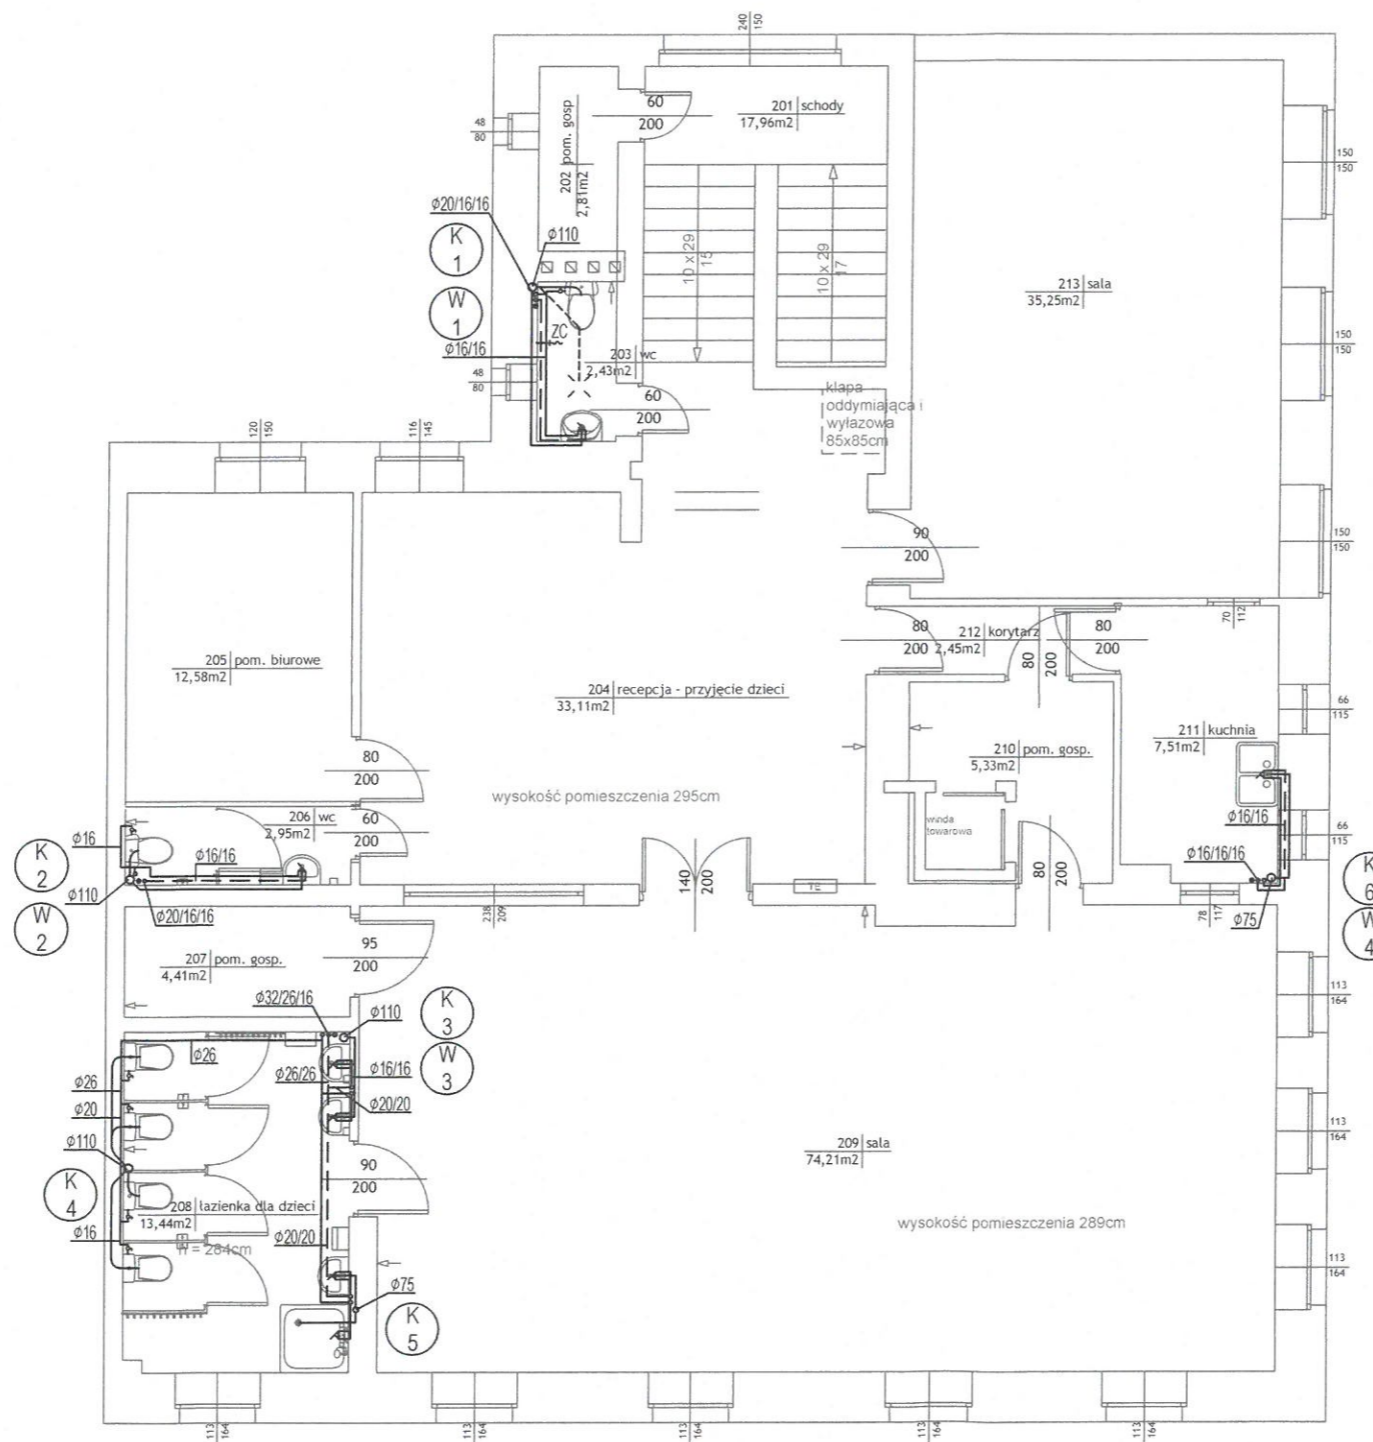 240
150
201 schody
17,96m2
60
200
48
80
202 pom. gosp
2,81m2
150
150
ϕ20/16/16
ϕ110
K
1
W
1
10 x 29
15
10 x 29
17
213 sala
35,25m2
ZC
ϕ16/16
203 wc
2,43m2
150
150
48
80
60
200
klapa
oddymiająca i
wyłazowa
85x85cm
120
150
116
145
90
200
150
150
70
112
80
200
212 korytarz
2,45m2
80
200
80
200
205 pom. biurowe
12,58m2
204 recepcja - przyjęcie dzieci
33,11m2
66
115
211 kuchnia
7,51m2
210 pom. gosp.
5,33m2
80
200
wysokość pomieszczenia 295cm
206 wc
2,95m2
60
200
winda
towarowa
ϕ16
ϕ16/16
ϕ16/16
66
115
K
2
ϕ110
W
2
ϕ20/16/16
140
200
80
200
ϕ16/16/16
K
6
W
4
ϕ75
TE
238
209
78
117
207 pom. gosp.
4,41m2
95
200
113
164
ϕ32/26/16
ϕ110
K
3
W
3
ϕ26
ϕ26/26
ϕ16/16
ϕ20/20
ϕ26
ϕ20
ϕ110
K
4
ϕ16
113
164
209 sala
74,21m2
90
200
208 łazienka dla dzieci
13,44m2
h = 284cm
ϕ20/20
wysokość pomieszczenia 289cm
113
164
ϕ75
K
5
113
164
113
164
113
164
113
164
113
164